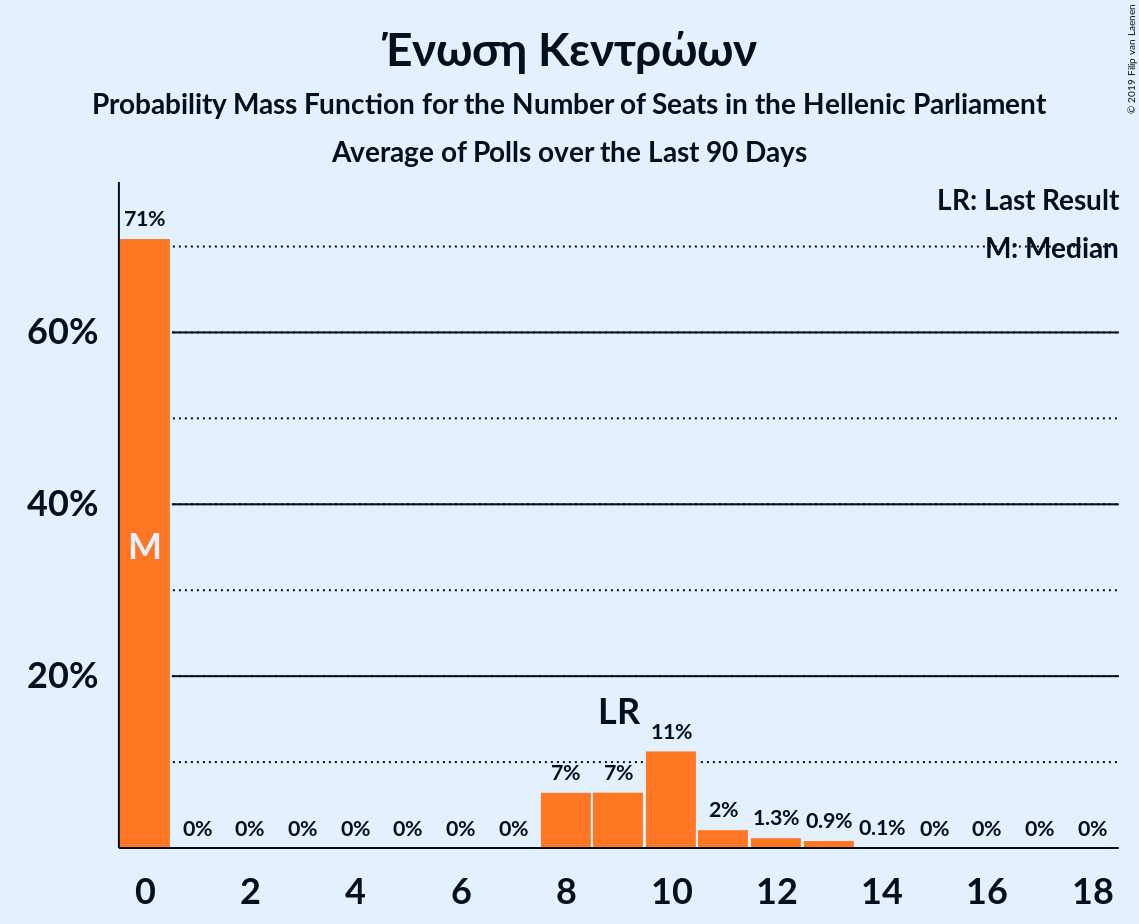 Ένωση Κεντρώων
Probability Mass Function for the Number of Seats in the Hellenic Parliament
Average of Polls over the Last 90 Days
© 2019 Filip van Laenen
LR: Last Result
M: Median
71%
60%
40%
M
20%
LR
0% 0% 0% 0% 0% 0% 0% 7% 7% 11% 2% 1.3% 0.9% 0.1% 0% 0% 0% 0%
0 2 4 6 8 10 12 14 16 18